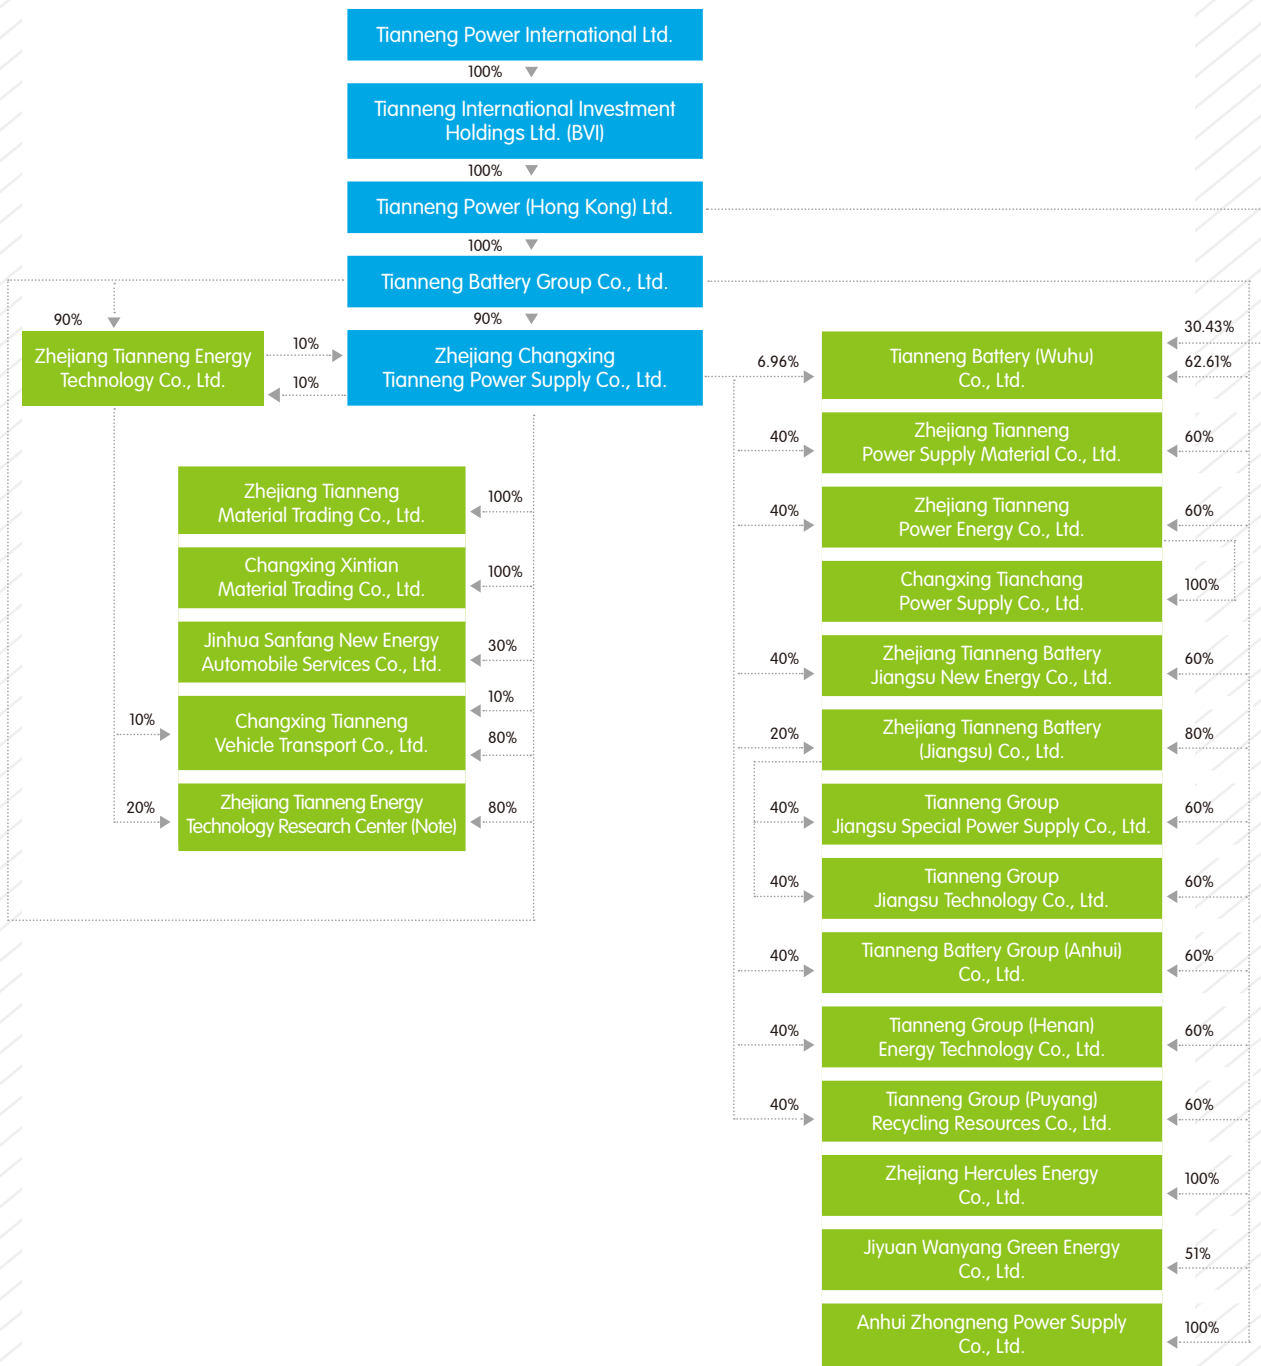 Tianneng Power International Ltd.
100%
Tianneng International Investment
Holdings Ltd. (BVI)
100%
Tianneng Power (Hong Kong) Ltd.
100%
Tianneng Battery Group Co., Ltd.
90%
90%
Zhejiang Tianneng Energy
Technology Co., Ltd.
10%
10%
Zhejiang Changxing
Tianneng Power Supply Co., Ltd.
Zhejiang Tianneng
Material Trading Co., Ltd.
100%
Changxing Xintian
Material Trading Co., Ltd.
100%
Jinhua Sanfang New Energy
Automobile Services Co., Ltd.
30%
10%
Changxing Tianneng
Vehicle Transport Co., Ltd.
10%
80%
20%
Zhejiang Tianneng Energy
Technology Research Center (Note)
80%
6.96%
Tianneng Battery (Wuhu)
Co., Ltd.
30.43%
62.61%
40%
Zhejiang Tianneng
Power Supply Material Co., Ltd.
60%
40%
Zhejiang Tianneng
Power Energy Co., Ltd.
60%
Changxing Tianchang
Power Supply Co., Ltd.
100%
40%
Zhejiang Tianneng Battery
Jiangsu New Energy Co., Ltd.
60%
20%
Zhejiang Tianneng Battery
(Jiangsu) Co., Ltd.
80%
40%
Tianneng Group
Jiangsu Special Power Supply Co., Ltd.
60%
40%
Tianneng Group
Jiangsu Technology Co., Ltd.
60%
40%
Tianneng Battery Group (Anhui)
Co., Ltd.
60%
40%
Tianneng Group (Henan)
Energy Technology Co., Ltd.
60%
40%
Tianneng Group (Puyang)
Recycling Resources Co., Ltd.
60%
Zhejiang Hercules Energy
Co., Ltd.
100%
Jiyuan Wanyang Green Energy
Co., Ltd.
51%
Anhui Zhongneng Power Supply
Co., Ltd.
100%